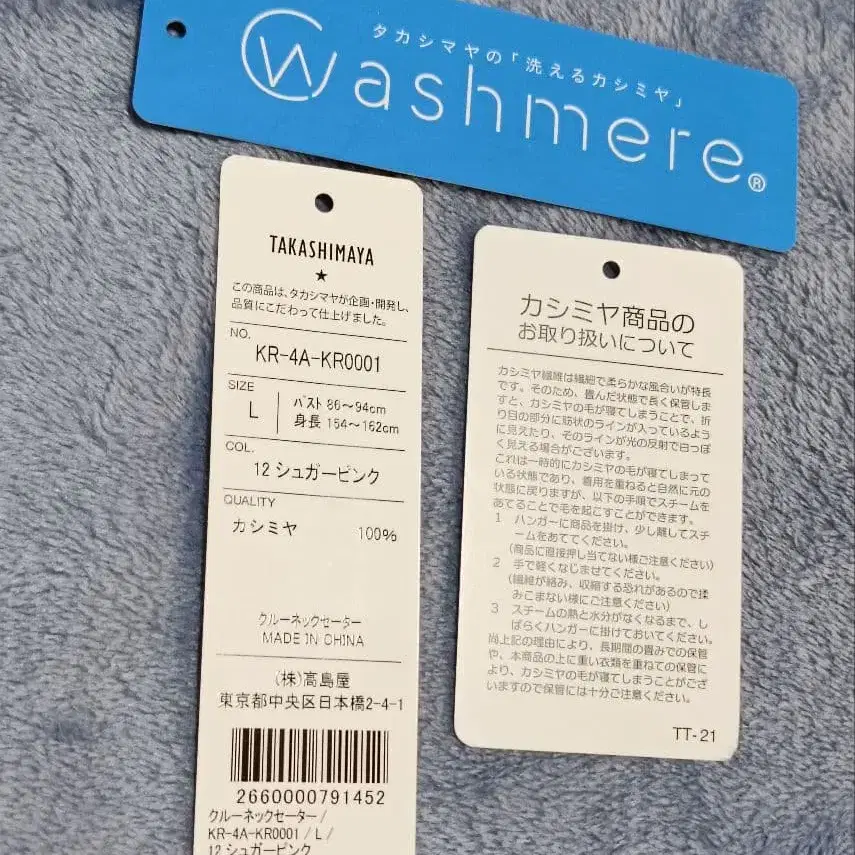 タカシマヤの「洗えるカシミヤ」
Washmere®
TAKASHIMAYA
★
この商品は、タカシマヤが企画・開発し、
品質にこだわって仕上げました。
NO.
KR-4A-KR0001
SIZE
L
バスト 86～94cm
身長 154～162cm
COL.
12 シュガーピンク
QUALITY
カシミヤ 100%
クルーネックセーター
MADE IN CHINA
(株)高島屋
東京都中央区日本橋2-4-1
2660000791452
クルーネックセーター /
KR-4A-KR0001 / L /
12 シュガーピンク
カシミヤ商品の
お取り扱いについて
カシミヤ繊維は繊細で柔らかな風合いが特長
です。そのため、畳んだ状態で長く保管しま
すと、カシミヤの毛が寝てしまうことで、折
り目の部分に筋状のラインが入っているよう
に見えたり、そのラインが光の反射で白っぽ
く見える場合がございます。
これは一時的にカシミヤの毛が寝てしまって
いる状態であり、着用を重ねると自然に元の
状態に戻りますが、以下の手順でスチームを
あてることで毛を起こすことができます。
1 ハンガーに商品を掛け、少し離してスチ
ームをあててください。
(商品に直接押し当てない様ご注意ください)
2 手で軽くなじませてください。
(繊維が絡み、収縮する恐れがあるので揉
みこまない様にご注意ください)
3 スチームの熱と水分がなくなるまで、し
ばらくハンガーに掛けておいてください。
尚上記の理由により、長期間の畳みでの保管
や、本商品の上に重い衣類を重ねての保管に
より、カシミヤの毛が寝てしまうことがござ
いますので保管には十分ご注意ください。
TT-21